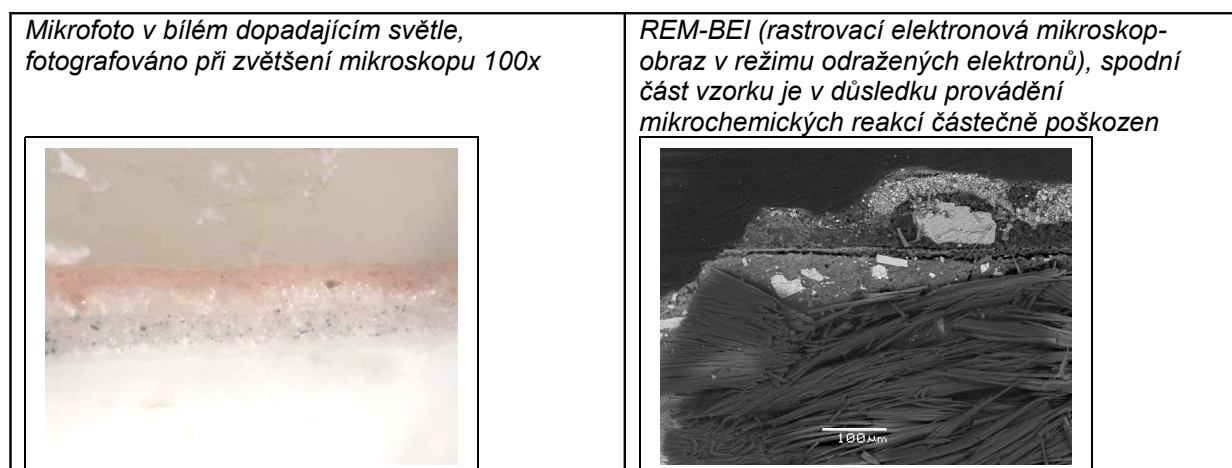 Mikrofoto v bílém dopadajícím světle,
fotografováno při zvětšení mikroskopu 100x
REM-BEI (rastrovací elektronová mikroskop-
obraz v režimu odražených elektronů), spodní
část vzorku je v důsledku provádění
mikrochemických reakcí částečně poškozen
100µm